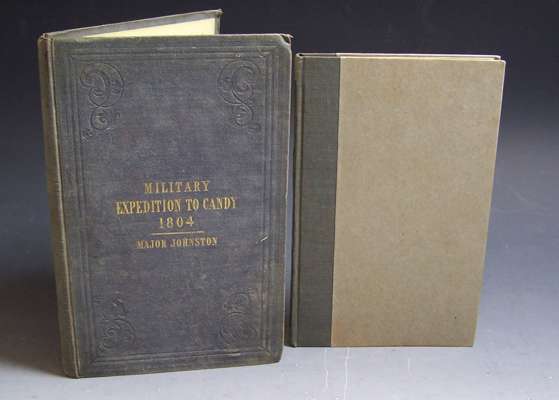 MILITARY
EXPEDITION TO CANDY
1804
MAJOR JOHNSTON